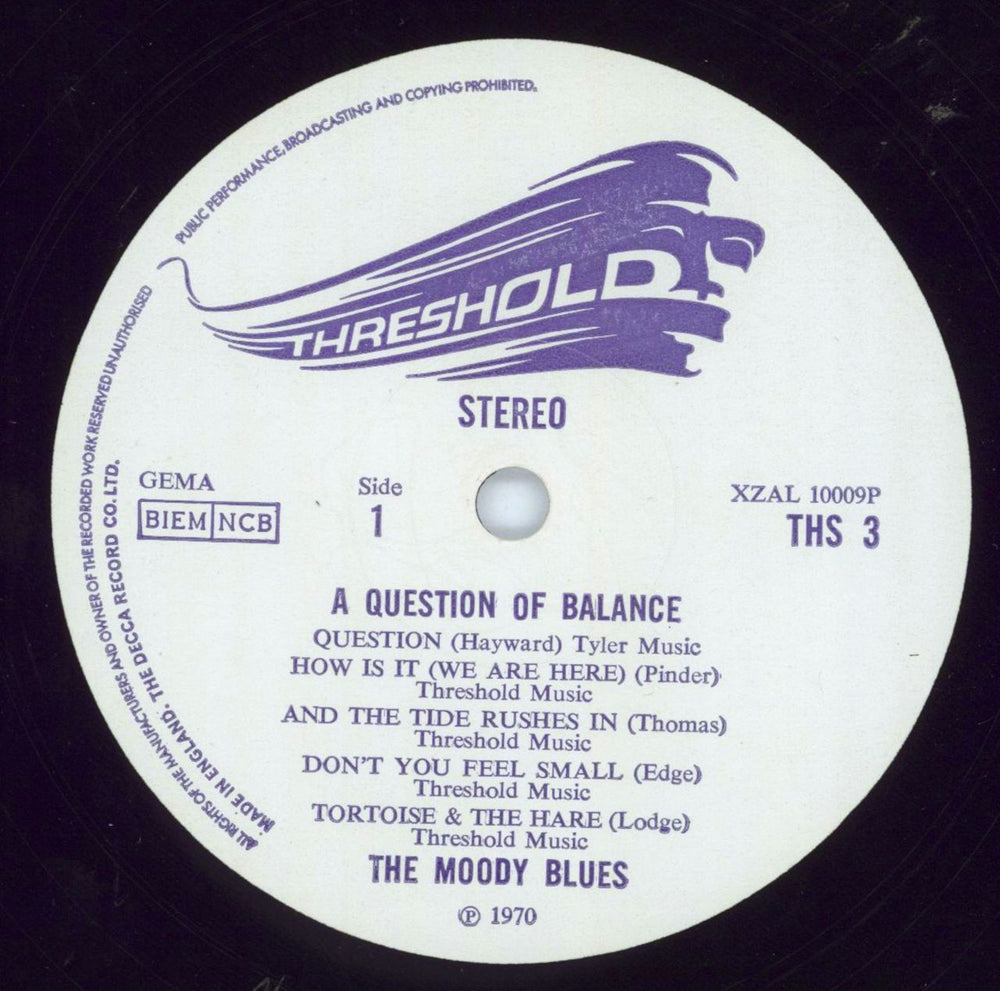 PUBLIC PERFORMANCE, BROADCASTING AND COPYING PROHIBITED.
ALL RIGHTS OF THE MANUFACTURERS AND OWNER OF THE RECORDED WORK RESERVED UNAUTHORISED
MADE IN ENGLAND. THE DECCA RECORD CO. LTD.
THRESHOLD
STEREO
GEMA
BIEM NCB
Side
1
XZAL 10009P
THS 3
A QUESTION OF BALANCE
QUESTION (Hayward) Tyler Music
HOW IS IT (WE ARE HERE) (Pinder)
Threshold Music
AND THE TIDE RUSHES IN (Thomas)
Threshold Music
DON'T YOU FEEL SMALL (Edge)
Threshold Music
TORTOISE & THE HARE (Lodge)
Threshold Music
THE MOODY BLUES
℗ 1970